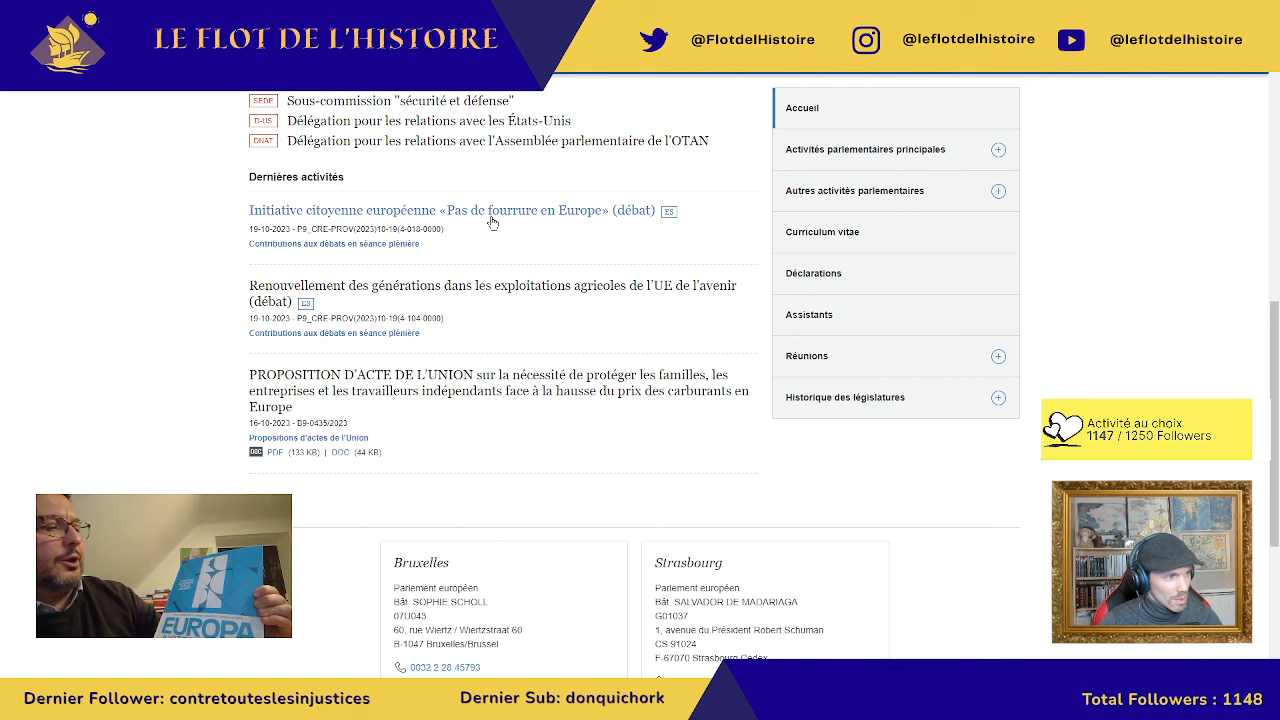 LE FLOT DE L'HISTOIRE
@FlotdelHistoire
@leflotdelhistoire
@leflotdelhistoire
SEDE Sous-commission "sécurité et défense"
D-US Délégation pour les relations avec les États-Unis
DNAT Délégation pour les relations avec l'Assemblée parlementaire de l'OTAN
Dernières activités
Initiative citoyenne européenne «Pas de fourrure en Europe» (débat) ES
19-10-2023 - P9_CRE-PROV(2023)10-19(4-018-0000)
Contributions aux débats en séance plénière
Renouvellement des générations dans les exploitations agricoles de l'UE de l'avenir
(débat) ES
19-10-2023 - P9_CRE-PROV(2023)10-19(4-104-0000)
Contributions aux débats en séance plénière
PROPOSITION D'ACTE DE L'UNION sur la nécessité de protéger les familles, les
entreprises et les travailleurs indépendants face à la hausse du prix des carburants en
Europe
16-10-2023 - B9-0435/2023
Propositions d'actes de l'Union
DOC PDF (133 KB) | DOC (44 KB)
Accueil
Activités parlementaires principales
Autres activités parlementaires
Curriculum vitae
Déclarations
Assistants
Réunions
Historique des législatures
Activité au choix
1147 / 1250 Followers
EUROPA
Bruxelles
Parlement européen
Bât. SOPHIE SCHOLL
07U043
60, rue Wiertz / Wiertzstraat 60
B-1047 Bruxelles/Brussel
0032 2 28 45793
Strasbourg
Parlement européen
Bât. SALVADOR DE MADARIAGA
G01037
1, avenue du Président Robert Schuman
CS 91024
F-67070 Strasbourg Cedex
Dernier Follower: contretouteslesinjustices
Dernier Sub: donquichork
Total Followers : 1148